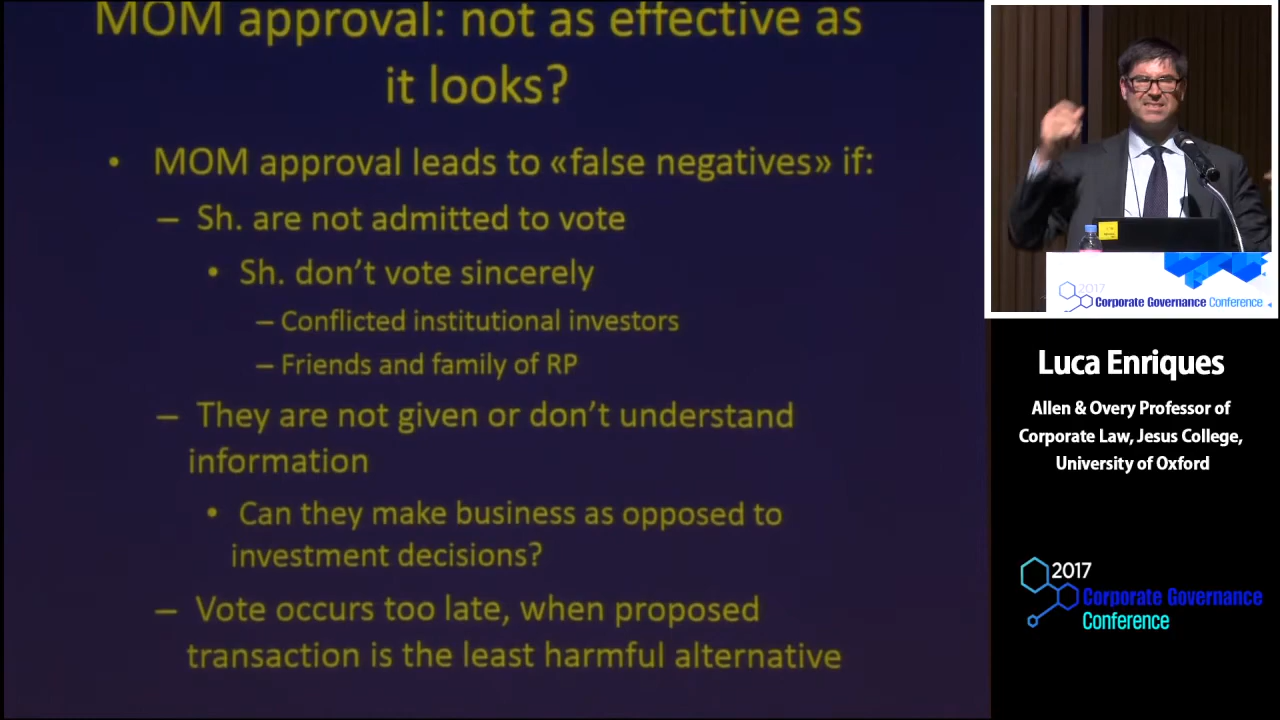 MOM approval: not as effective as
it looks?
• MOM approval leads to «false negatives» if:
– Sh. are not admitted to vote
• Sh. don't vote sincerely
– Conflicted institutional investors
– Friends and family of RP
– They are not given or don't understand
information
• Can they make business as opposed to
investment decisions?
– Vote occurs too late, when proposed
transaction is the least harmful alternative
2017
Corporate Governance Conference
Luca Enriques
Allen & Overy Professor of
Corporate Law, Jesus College,
University of Oxford
2017
Corporate Governance
Conference